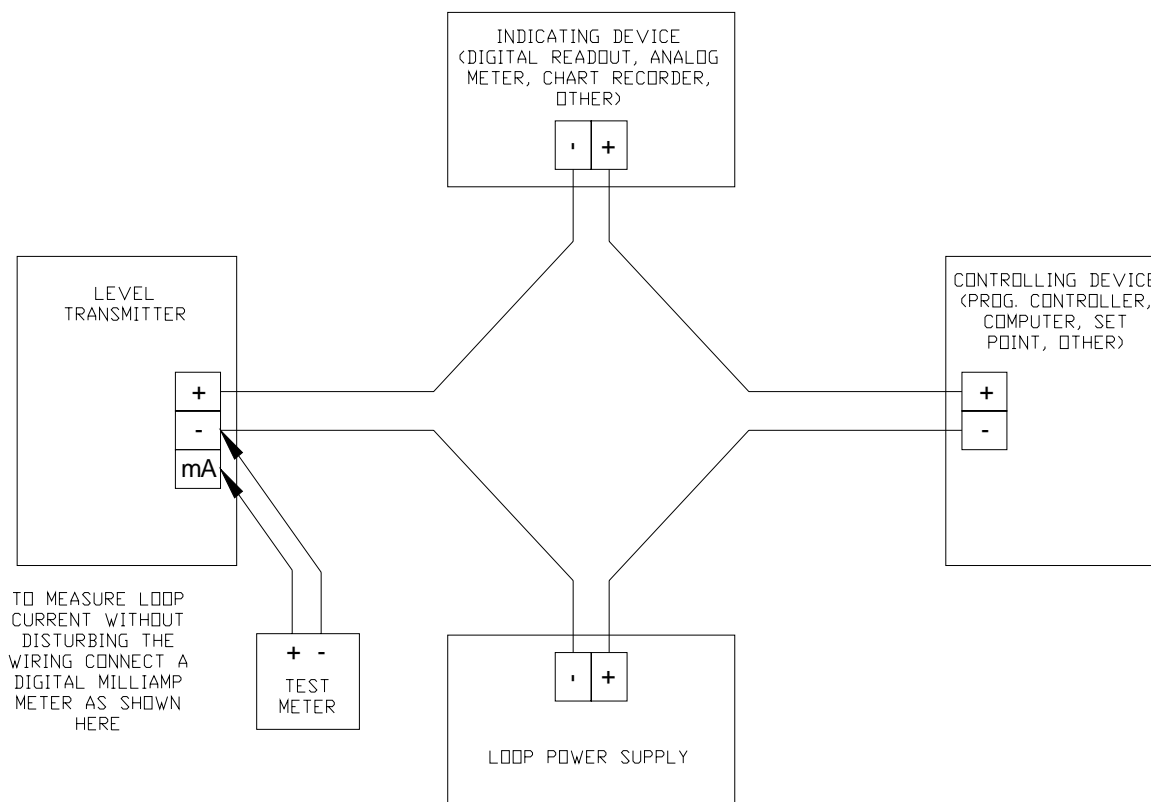 INDICATING DEVICE
(DIGITAL READOUT, ANALOG
METER, CHART RECORDER,
OTHER)
- +
LEVEL
TRANSMITTER
+
-
mA
CONTROLLING DEVICE
(PROG. CONTROLLER,
COMPUTER, SET
POINT, OTHER)
+
-
TO MEASURE LOOP
CURRENT WITHOUT
DISTURBING THE
WIRING CONNECT A
DIGITAL MILLIAMP
METER AS SHOWN
HERE
+ -
TEST
METER
- +
LOOP POWER SUPPLY